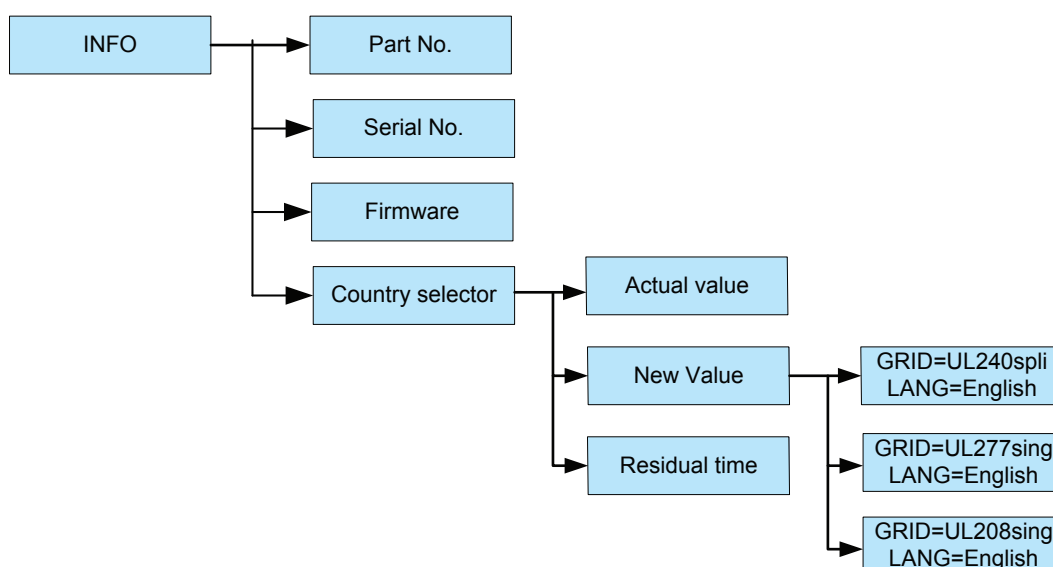 INFO
Part No.
Serial No.
Firmware
Country selector
Actual value
New Value
Residual time
GRID=UL240spli
LANG=English
GRID=UL277sing
LANG=English
GRID=UL208sing
LANG=English